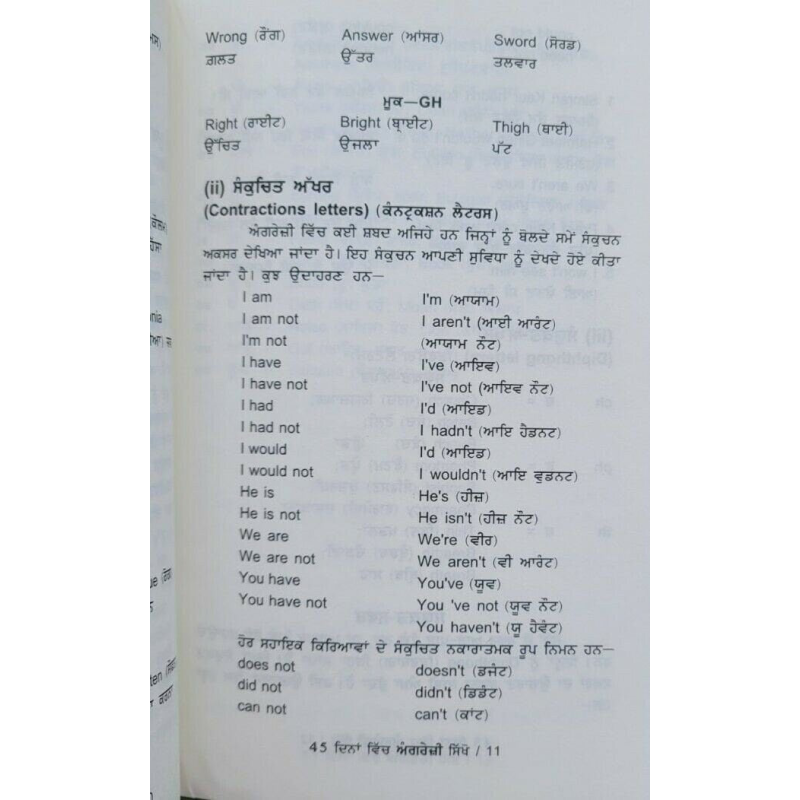 Wrong (ਰੌਂਗ) Answer (ਆਂਸਰ) Sword (ਸੋਰਡ)
ਗ਼ਲਤ ਉੱਤਰ ਤਲਵਾਰ
ਮੂਕ—GH
Right (ਰਾਈਟ) Bright (ਬ੍ਰਾਈਟ) Thigh (ਥਾਈ)
ਉੱਚਿਤ ਉਜਲਾ ਪੱਟ
(ii) ਸੰਕੁਚਿਤ ਅੱਖਰ
(Contractions letters) (ਕੰਨਟ੍ਰਕਸ਼ਨ ਲੈਟਰਸ)
ਅੰਗਰੇਜ਼ੀ ਵਿੱਚ ਕਈ ਸ਼ਬਦ ਅਜਿਹੇ ਹਨ ਜਿਨ੍ਹਾਂ ਨੂੰ ਬੋਲਦੇ ਸਮੇਂ ਸੰਕੁਚਨ
ਅਕਸਰ ਦੇਖਿਆ ਜਾਂਦਾ ਹੈ। ਇਹ ਸੰਕੁਚਨ ਆਪਣੀ ਸੁਵਿਧਾ ਨੂੰ ਦੇਖਦੇ ਹੋਏ ਕੀਤਾ
ਜਾਂਦਾ ਹੈ। ਕੁਝ ਉਦਾਹਰਣ ਹਨ—
I am I'm (ਆਯਾਮ)
I am not I aren't (ਆਈ ਆਰੰਟ)
I'm not (ਆਯਾਮ ਨੌਟ)
I have I've (ਆਇਵ)
I have not I've not (ਆਇਵ ਨੌਟ)
I had I'd (ਆਇਡ)
I had not I hadn't (ਆਇ ਹੈਡਨਟ)
I would I'd (ਆਇਡ)
I would not I wouldn't (ਆਇ ਵੁਡਨਟ)
He is He's (ਹੀਜ਼)
He is not He isn't (ਹੀਜ਼ ਨੌਟ)
We are We're (ਵੀਰ)
We are not We aren't (ਵੀ ਆਰੰਟ)
You have You've (ਯੂਵ)
You have not You 've not (ਯੂਵ ਨੌਟ)
You haven't (ਯੂ ਹੈਵੰਟ)
ਹੋਰ ਸਹਾਇਕ ਕਿਰਿਆਵਾਂ ਦੇ ਸੰਕੁਚਿਤ ਨਕਾਰਾਤਮਕ ਰੂਪ ਨਿਮਨ ਹਨ—
does not doesn't (ਡਜੰਟ)
did not didn't (ਡਿਡੰਟ)
can not can't (ਕਾਂਟ)
45 ਦਿਨਾਂ ਵਿੱਚ ਅੰਗਰੇਜ਼ੀ ਸਿੱਖੋ / 11